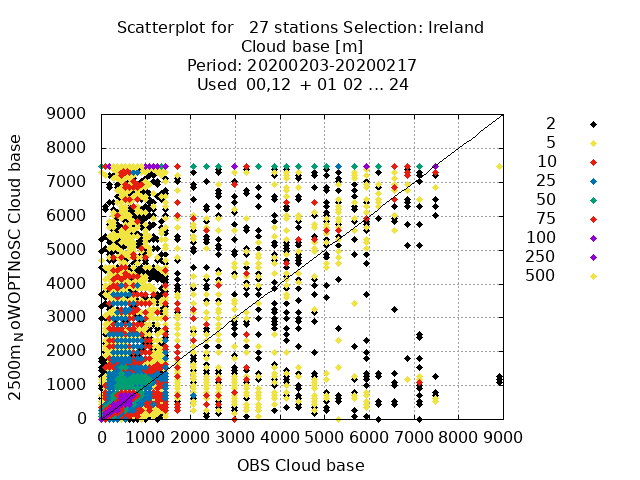 Scatterplot for 27 stations Selection: Ireland
Cloud base [m]
Period: 20200203-20200217
Used 00,12 + 01 02 ... 24
2500m NoWOPTNoSC Cloud base
9000
8000
7000
6000
5000
4000
3000
2000
1000
0
0 1000 2000 3000 4000 5000 6000 7000 8000 9000
OBS Cloud base
2
5
10
25
50
75
100
250
500